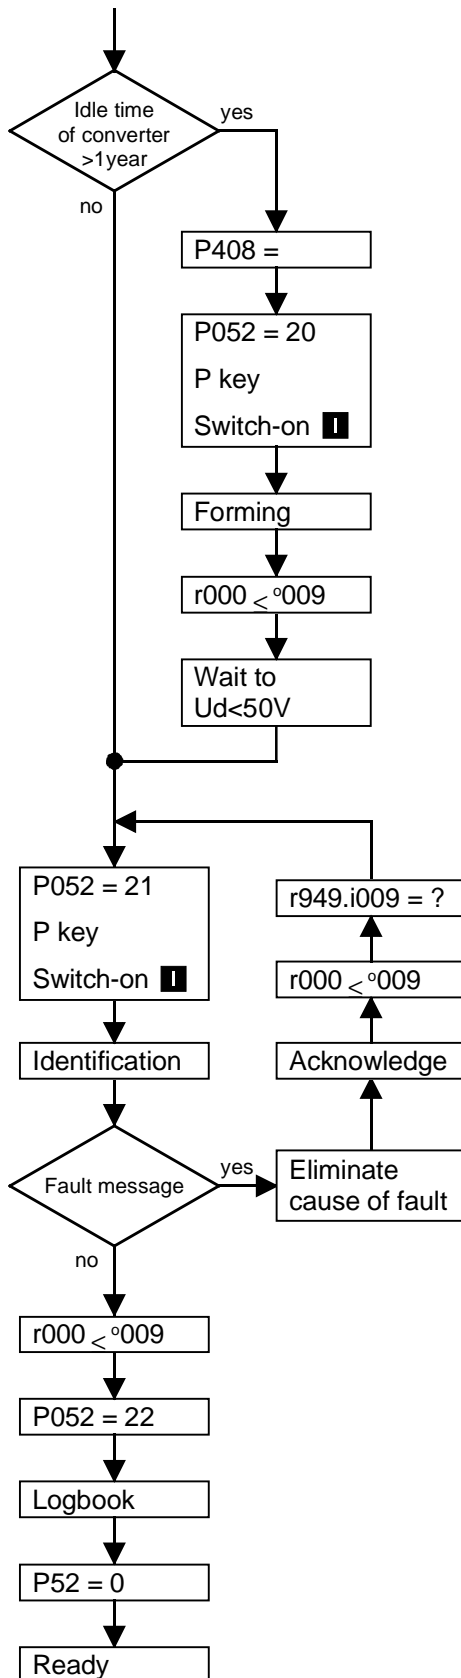 Idle time
of converter
>1year
yes
no
P408 =
P052 = 20
P key
Switch-on I
Forming
r000 ≤ °009
Wait to
Ud<50V
P052 = 21
P key
Switch-on I
Identification
Fault message
yes
Eliminate
cause of fault
Acknowledge
r000 ≤ °009
r949.i009 = ?
no
r000 ≤ °009
P052 = 22
Logbook
P52 = 0
Ready